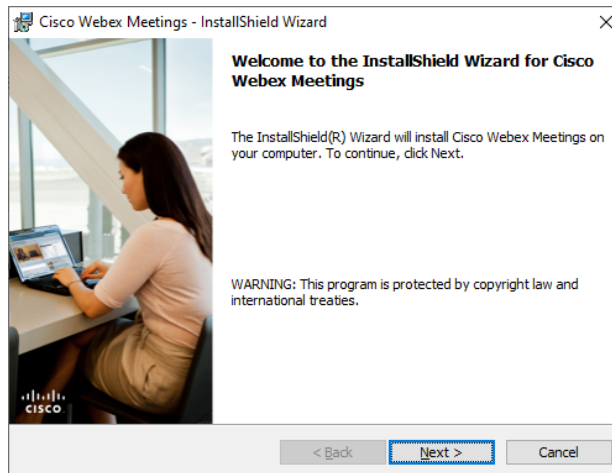 Cisco Webex Meetings - InstallShield Wizard
Welcome to the InstallShield Wizard for Cisco
Webex Meetings
The InstallShield(R) Wizard will install Cisco Webex Meetings on
your computer. To continue, click Next.
WARNING: This program is protected by copyright law and
international treaties.
CISCO
< Back
Next >
Cancel